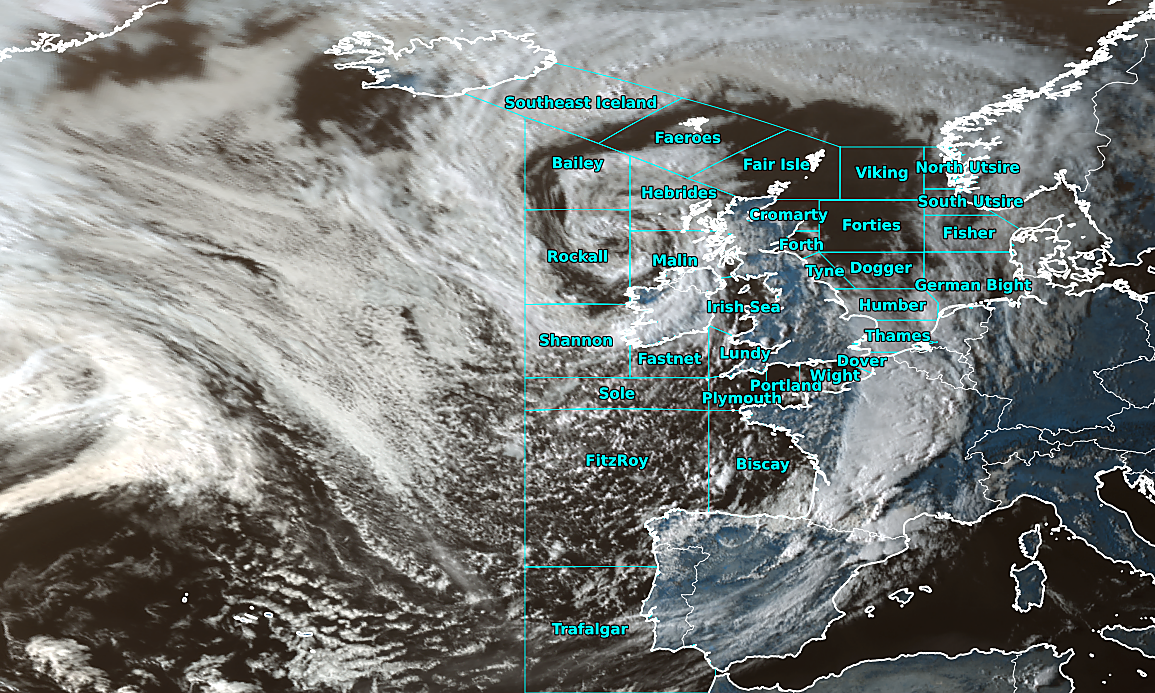 Southeast Iceland
Faeroes
Bailey
Fair Isle
Viking
North Utsire
Hebrides
South Utsire
Cromarty
Forties
Fisher
Forth
Rockall
Malin
Tyne
Dogger
German Bight
Irish Sea
Humber
Shannon
Thames
Fastnet
Lundy
Dover
Wight
Portland
Sole
Plymouth
FitzRoy
Biscay
Trafalgar